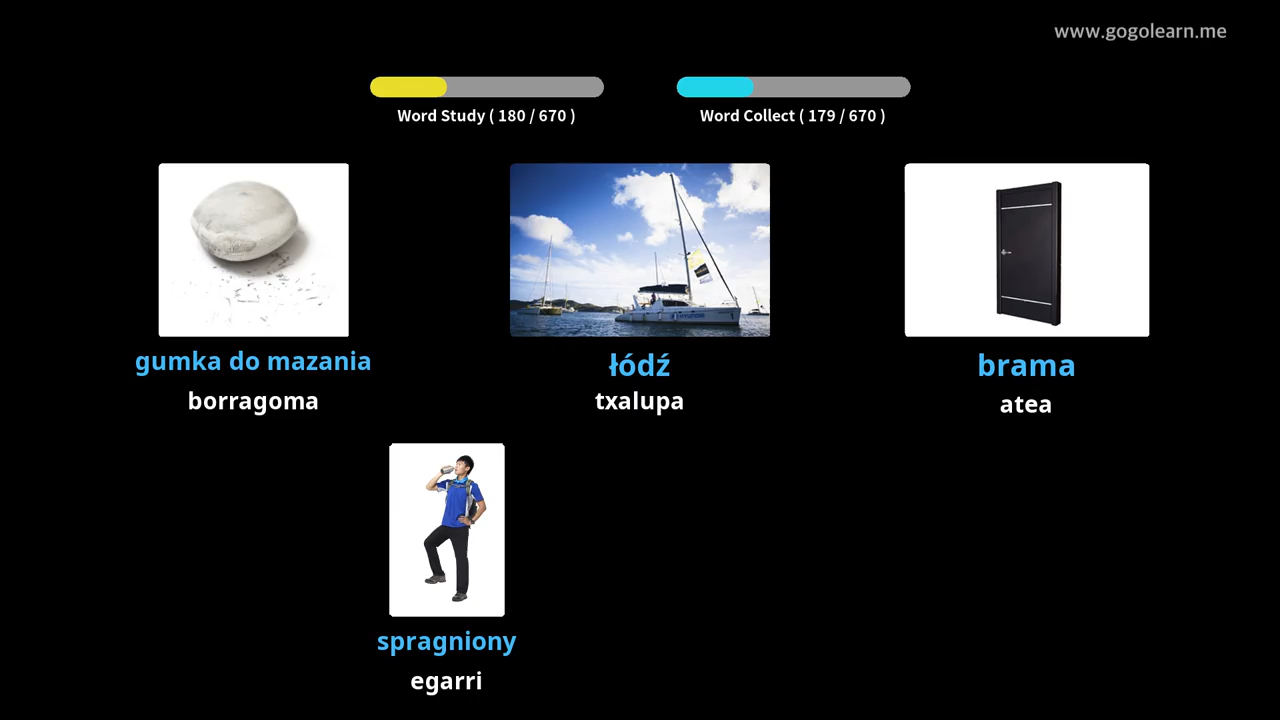 www.gogolearn.me
Word Study ( 180 / 670 )
Word Collect ( 179 / 670 )
gumka do mazania
borragoma
łódź
txalupa
brama
atea
spragniony
egarri